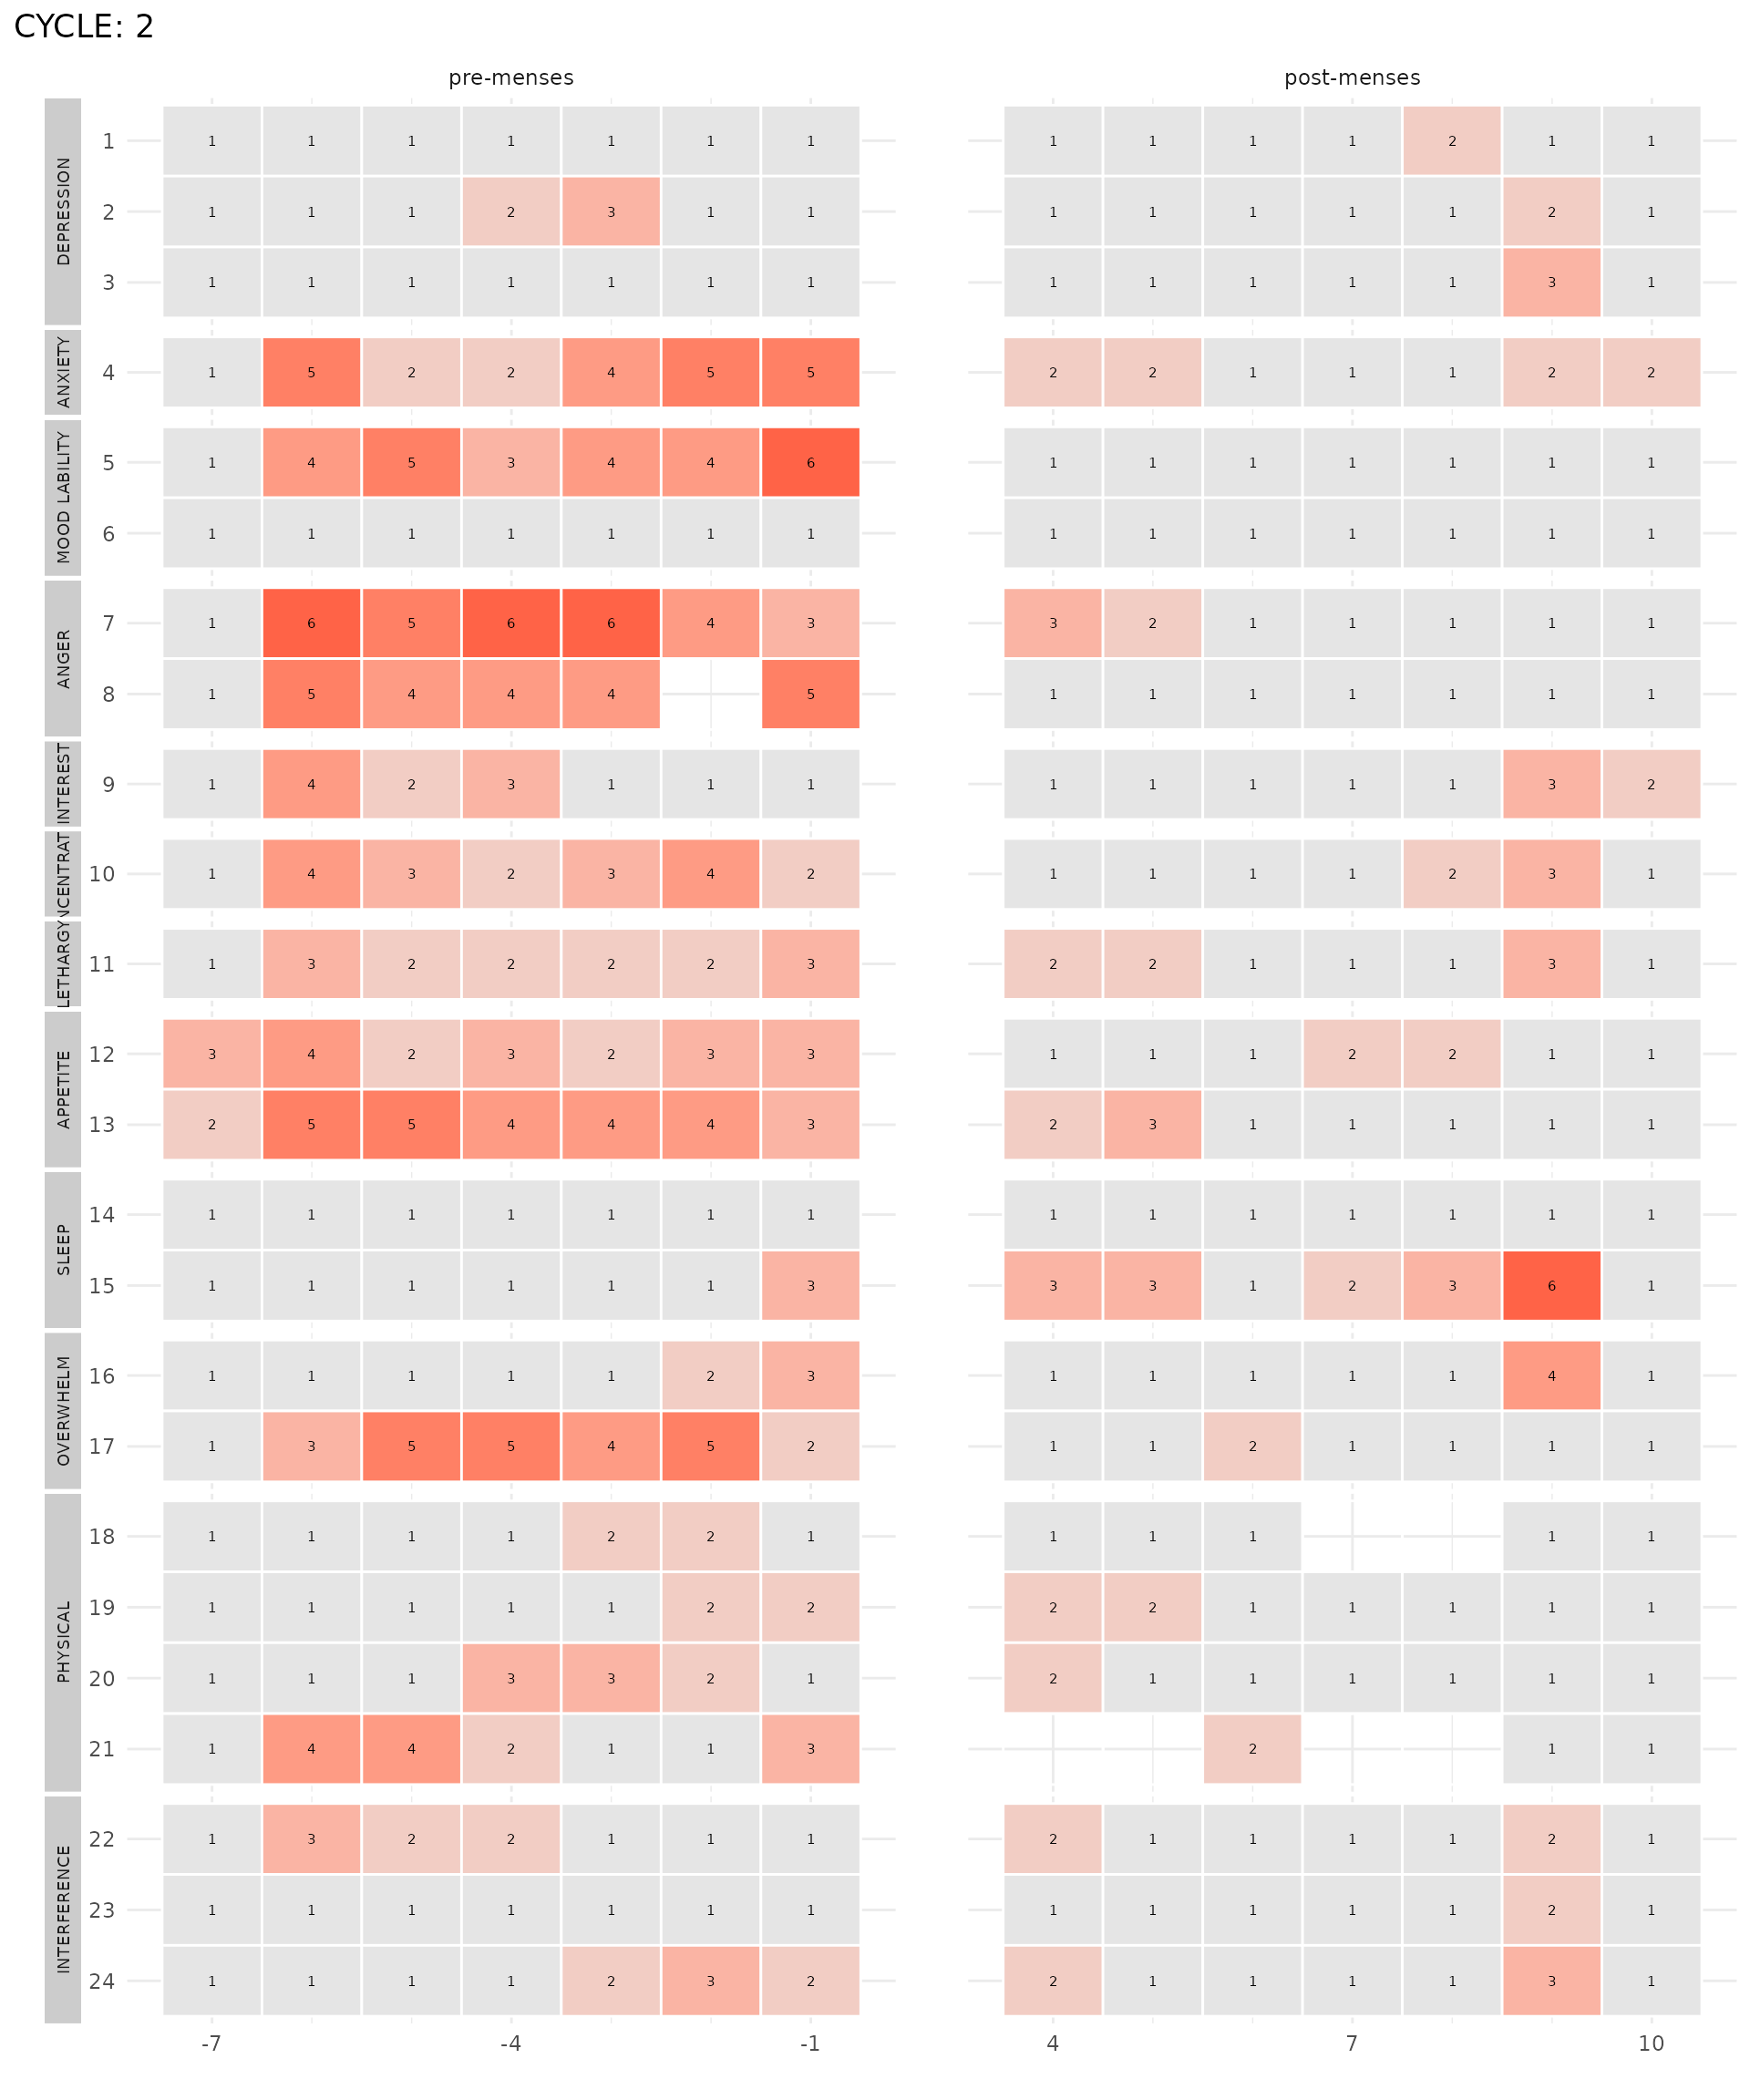 CYCLE: 2
pre-menses post-menses
DEPRESSION
1 1 1 1 1 1 1 1 1 1 1 1 2 1 1
2 1 1 1 2 3 1 1 1 1 1 1 1 2 1
3 1 1 1 1 1 1 1 1 1 1 1 1 3 1
ANXIETY
4 1 5 2 2 4 5 5 2 2 1 1 1 2 2
MOOD LABILITY
5 1 4 5 3 4 4 6 1 1 1 1 1 1 1
6 1 1 1 1 1 1 1 1 1 1 1 1 1 1
ANGER
7 1 6 5 6 6 4 3 3 2 1 1 1 1 1
8 1 5 4 4 4 5 1 1 1 1 1 1 1
INTEREST
9 1 4 2 3 1 1 1 1 1 1 1 1 3 2
NCENTRAT
10 1 4 3 2 3 4 2 1 1 1 1 2 3 1
LETHARGY
11 1 3 2 2 2 2 3 2 2 1 1 1 3 1
APPETITE
12 3 4 2 3 2 3 3 1 1 1 2 2 1 1
13 2 5 5 4 4 4 3 2 3 1 1 1 1 1
SLEEP
14 1 1 1 1 1 1 1 1 1 1 1 1 1 1
15 1 1 1 1 1 1 3 3 3 1 2 3 6 1
OVERWHELM
16 1 1 1 1 1 2 3 1 1 1 1 1 4 1
17 1 3 5 5 4 5 2 1 1 2 1 1 1 1
PHYSICAL
18 1 1 1 1 2 2 1 1 1 1 1 1
19 1 1 1 1 1 2 2 2 2 1 1 1 1 1
20 1 1 1 3 3 2 1 2 1 1 1 1 1 1
21 1 4 4 2 1 1 3 2 1 1
INTERFERENCE
22 1 3 2 2 1 1 1 2 1 1 1 1 2 1
23 1 1 1 1 1 1 1 1 1 1 1 1 2 1
24 1 1 1 1 2 3 2 2 1 1 1 1 3 1
-7 -4 -1 4 7 10